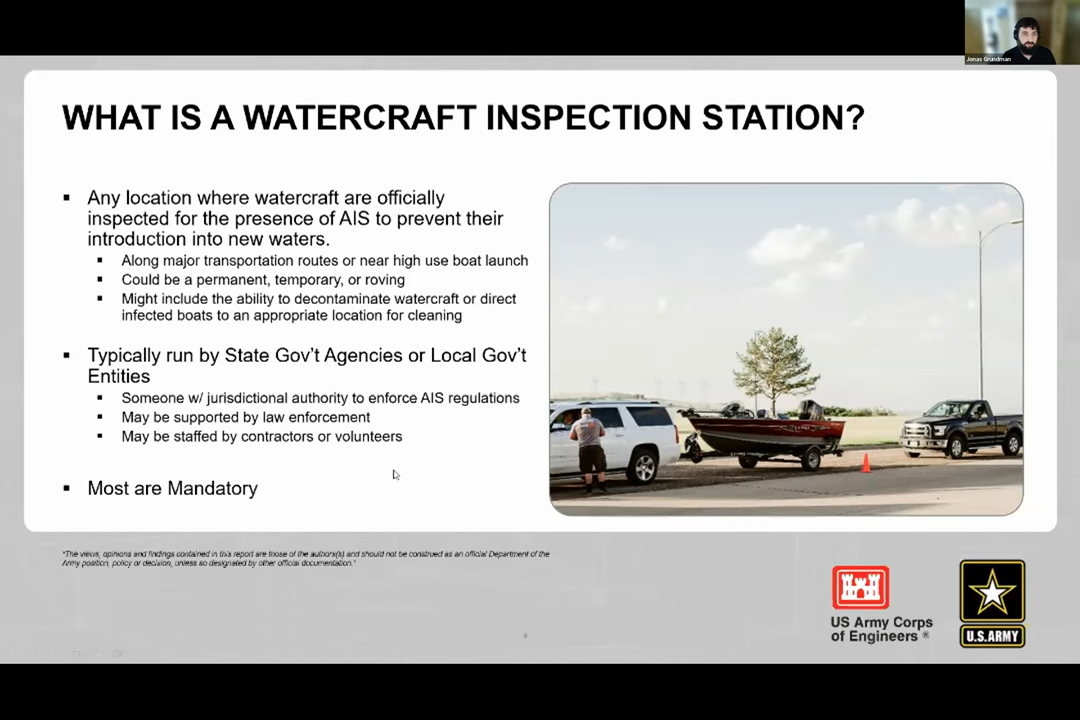 Jonas Grundman
WHAT IS A WATERCRAFT INSPECTION STATION?
▪ Any location where watercraft are officially
inspected for the presence of AIS to prevent their
introduction into new waters.
▪ Along major transportation routes or near high use boat launch
▪ Could be a permanent, temporary, or roving
▪ Might include the ability to decontaminate watercraft or direct
infected boats to an appropriate location for cleaning
▪ Typically run by State Gov’t Agencies or Local Gov’t
Entities
▪ Someone w/ jurisdictional authority to enforce AIS regulations
▪ May be supported by law enforcement
▪ May be staffed by contractors or volunteers
▪ Most are Mandatory
"The views, opinions and findings contained in this report are those of the authors(s) and should not be construed as an official Department of the
Army position, policy or decision, unless so designated by other official documentation."
US Army Corps
of Engineers ®
U.S.ARMY